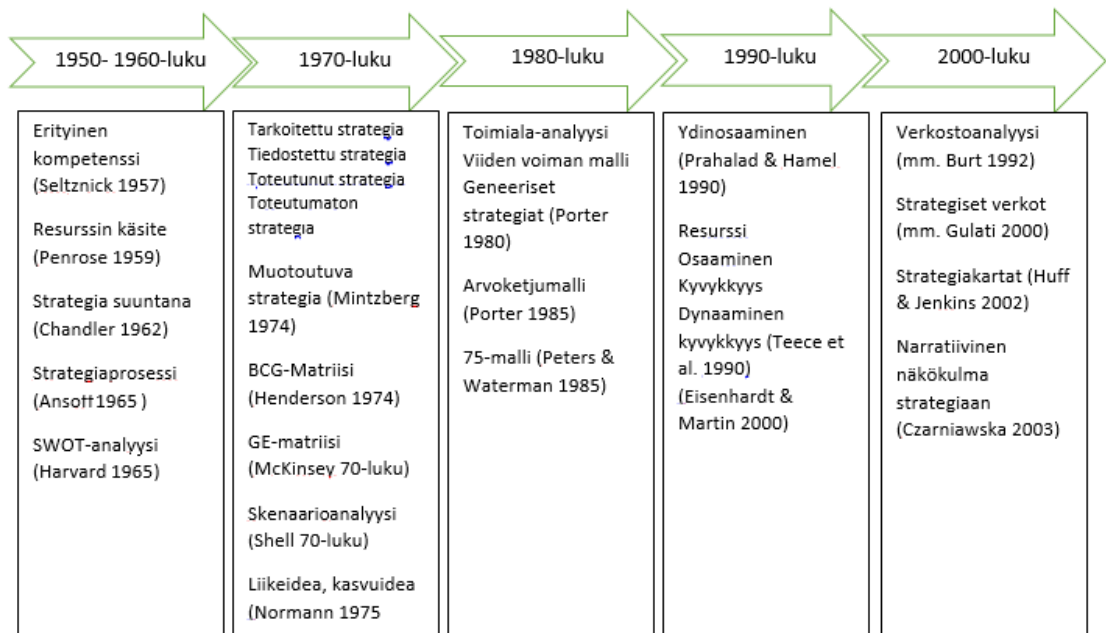 1950- 1960-luku
1970-luku
1980-luku
1990-luku
2000-luku
Erityinen
kompetenssi
(Seltznick 1957)
Resurssin käsite
(Penrose 1959)
Strategia suuntana
(Chandler 1962)
Strategiaprosessi
(Ansoff1965 )
SWOT-analyysi
(Harvard 1965)
Tarkoitettu strategia
Tiedostettu strategia
Toteutunut strategia
Toteutumaton
strategia
Muotoutuva
strategia (Mintzberg
1974)
BCG-Matriisi
(Henderson 1974)
GE-matriisi
(McKinsey 70-luku)
Skenaarioanalyysi
(Shell 70-luku)
Liikeidea, kasvuidea
(Normann 1975
Toimiala-analyysi
Viiden voiman malli
Geneeriset
strategiat (Porter
1980)
Arvoketjumalli
(Porter 1985)
75-malli (Peters &
Waterman 1985)
Ydinosaaminen
(Prahalad & Hamel
1990)
Resurssi
Osaaminen
Kyvykkyys
Dynaaminen
kyvykkyys (Teece et
al. 1990)
(Eisenhardt &
Martin 2000)
Verkostoanalyysi
(mm. Burt 1992)
Strategiset verkot
(mm. Gulati 2000)
Strategiakartat (Huff
& Jenkins 2002)
Narratiivinen
näkökulma
strategiaan
(Czarniawska 2003)